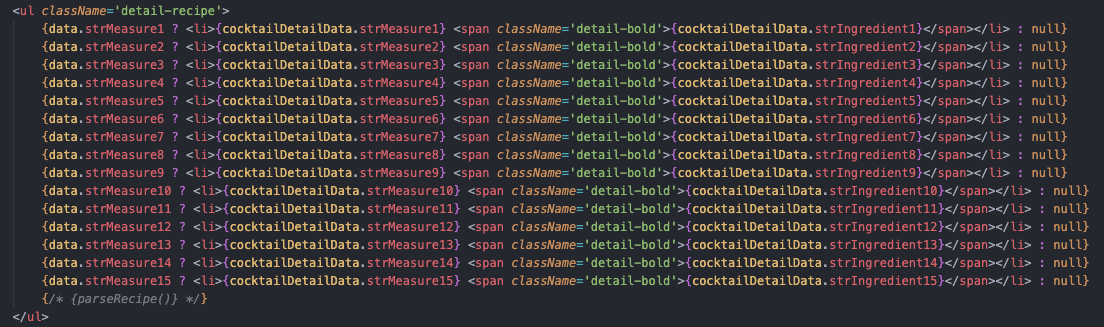 <ul className='detail-recipe'>
{data.strMeasure1 ? <li>{cocktailDetailData.strMeasure1} <span className='detail-bold'>{cocktailDetailData.strIngredient1}</span></li> : null}
{data.strMeasure2 ? <li>{cocktailDetailData.strMeasure2} <span className='detail-bold'>{cocktailDetailData.strIngredient2}</span></li> : null}
{data.strMeasure3 ? <li>{cocktailDetailData.strMeasure3} <span className='detail-bold'>{cocktailDetailData.strIngredient3}</span></li> : null}
{data.strMeasure4 ? <li>{cocktailDetailData.strMeasure4} <span className='detail-bold'>{cocktailDetailData.strIngredient4}</span></li> : null}
{data.strMeasure5 ? <li>{cocktailDetailData.strMeasure5} <span className='detail-bold'>{cocktailDetailData.strIngredient5}</span></li> : null}
{data.strMeasure6 ? <li>{cocktailDetailData.strMeasure6} <span className='detail-bold'>{cocktailDetailData.strIngredient6}</span></li> : null}
{data.strMeasure7 ? <li>{cocktailDetailData.strMeasure7} <span className='detail-bold'>{cocktailDetailData.strIngredient7}</span></li> : null}
{data.strMeasure8 ? <li>{cocktailDetailData.strMeasure8} <span className='detail-bold'>{cocktailDetailData.strIngredient8}</span></li> : null}
{data.strMeasure9 ? <li>{cocktailDetailData.strMeasure9} <span className='detail-bold'>{cocktailDetailData.strIngredient9}</span></li> : null}
{data.strMeasure10 ? <li>{cocktailDetailData.strMeasure10} <span className='detail-bold'>{cocktailDetailData.strIngredient10}</span></li> : null}
{data.strMeasure11 ? <li>{cocktailDetailData.strMeasure11} <span className='detail-bold'>{cocktailDetailData.strIngredient11}</span></li> : null}
{data.strMeasure12 ? <li>{cocktailDetailData.strMeasure12} <span className='detail-bold'>{cocktailDetailData.strIngredient12}</span></li> : null}
{data.strMeasure13 ? <li>{cocktailDetailData.strMeasure13} <span className='detail-bold'>{cocktailDetailData.strIngredient13}</span></li> : null}
{data.strMeasure14 ? <li>{cocktailDetailData.strMeasure14} <span className='detail-bold'>{cocktailDetailData.strIngredient14}</span></li> : null}
{data.strMeasure15 ? <li>{cocktailDetailData.strMeasure15} <span className='detail-bold'>{cocktailDetailData.strIngredient15}</span></li> : null}
{/* {parseRecipe()} */}
</ul>